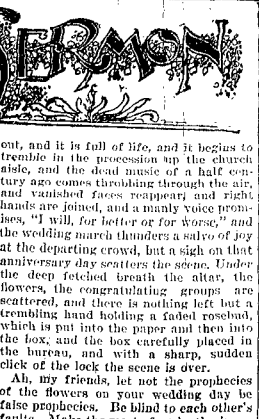 SERMON
out, and it is full of life, and it begins to
tremble in the procession up the church
aisle, and the dead music of a half cen-
tury ago comes throbbing through the air,
and vanished faces reappear, and right
hands are joined, and a manly voice prom-
ises, "I will, for better or for worse," and
the wedding march thunders a salvo of joy
at the departing crowd, but a sigh on that
anniversary day scatters the scene. Under
the deep fetched breath the altar, the
flowers, the congratulating groups are
scattered, and there is nothing left but a
trembling hand holding a faded rosebud,
which is put into the paper and then into
the box, and the box carefully placed in
the bureau, and with a sharp, sudden
click of the lock the scene is over.
Ah, my friends, let not the prophecies
of the flowers on your wedding day be
false prophecies. Be blind to each other's